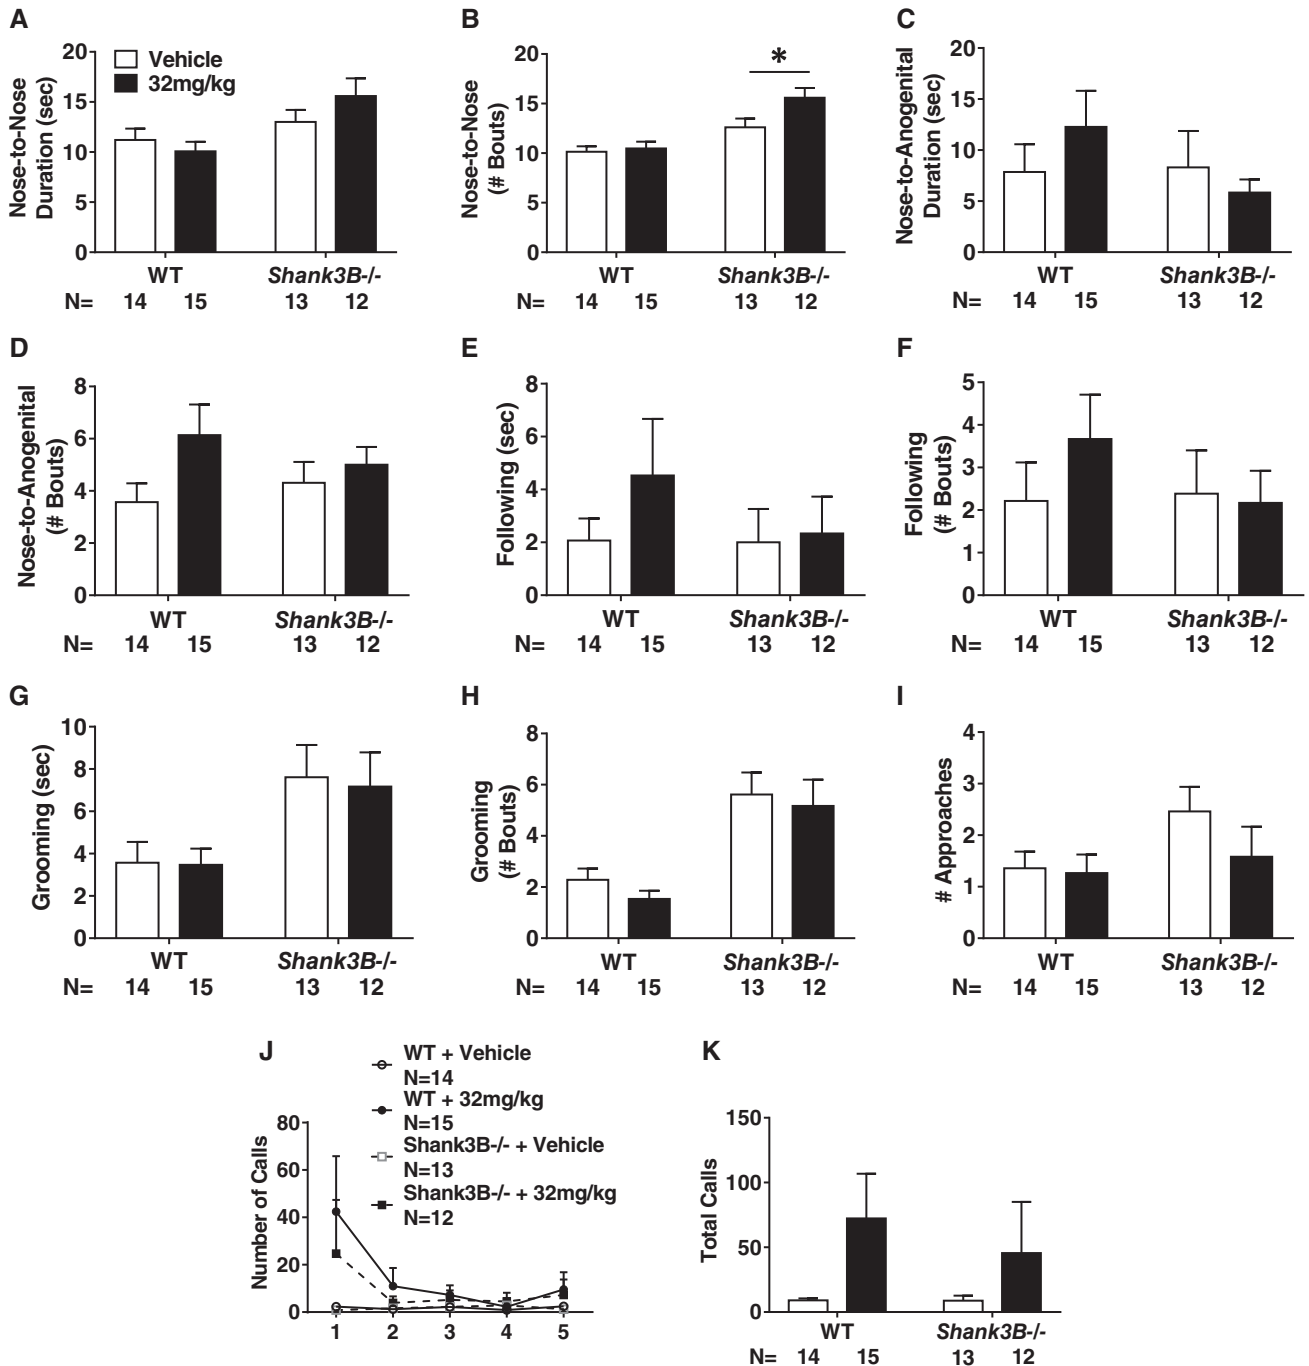 A
Nose-to-Nose
Duration (sec)
20
15
10
5
0
Vehicle
32mg/kg
WT
Shank3B-/-
N= 14 15 13 12
B
Nose-to-Nose
(# Bouts)
20
15
10
5
0
*
WT
Shank3B-/-
N= 14 15 13 12
C
Nose-to-Anogenital
Duration (sec)
20
15
10
5
0
WT
Shank3B-/-
N= 14 15 13 12
D
Nose-to-Anogenital
(# Bouts)
8
6
4
2
0
WT
Shank3B-/-
N= 14 15 13 12
E
Following (sec)
8
6
4
2
0
WT
Shank3B-/-
N= 14 15 13 12
F
Following
(# Bouts)
5
4
3
2
1
0
WT
Shank3B-/-
N= 14 15 13 12
G
Grooming (sec)
10
8
6
4
2
0
WT
Shank3B-/-
N= 14 15 13 12
H
Grooming
(# Bouts)
8
6
4
2
0
WT
Shank3B-/-
N= 14 15 13 12
I
# Approaches
4
3
2
1
0
WT
Shank3B-/-
N= 14 15 13 12
J
WT + Vehicle
N=14
WT + 32mg/kg
N=15
Shank3B-/- + Vehicle
N=13
Shank3B-/- + 32mg/kg
N=12
Number of Calls
80
60
40
20
0
1 2 3 4 5
K
Total Calls
150
100
50
0
WT
Shank3B-/-
N= 14 15 13 12